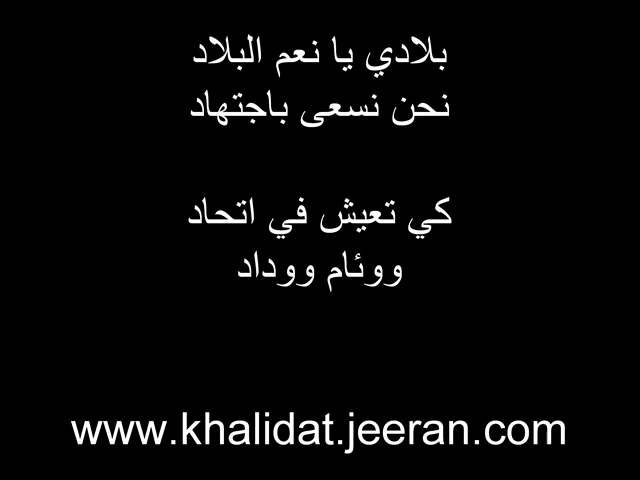 بلادي يا نعم البلاد
نحن نسعى باجتهاد
كي تعيش في اتحاد
ووئام ووداد
www.khalidat.jeeran.com